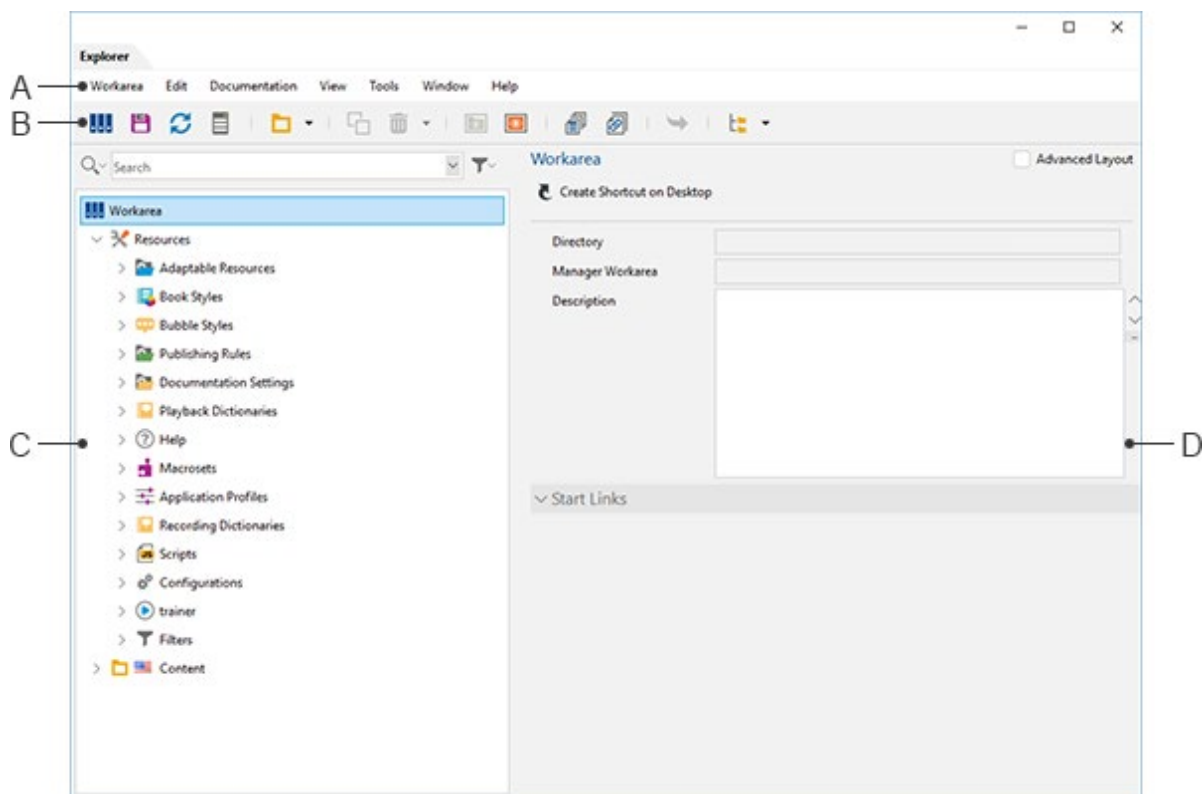 Explorer
A
Workarea Edit Documentation View Tools Window Help
B
Search
Workarea
Advanced Layout
Create Shortcut on Desktop
Workarea
Resources
Directory
Adaptable Resources
Manager Workarea
Book Styles
Description
Bubble Styles
Publishing Rules
Documentation Settings
Playback Dictionaries
C
Help
D
Macrosets
Application Profiles
Start Links
Recording Dictionaries
Scripts
Configurations
trainer
Filters
Content